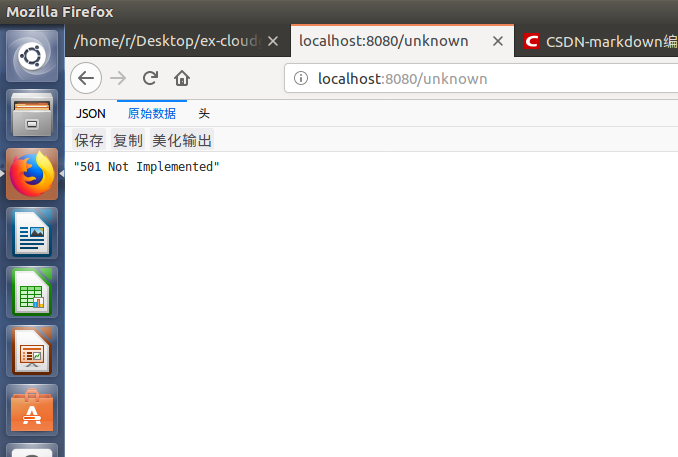 Mozilla Firefox
/home/r/Desktop/ex-cloudg
localhost:8080/unknown
C CSDN-markdown编
localhost:8080/unknown
JSON 原始数据 头
保存 复制 美化输出
"501 Not Implemented"